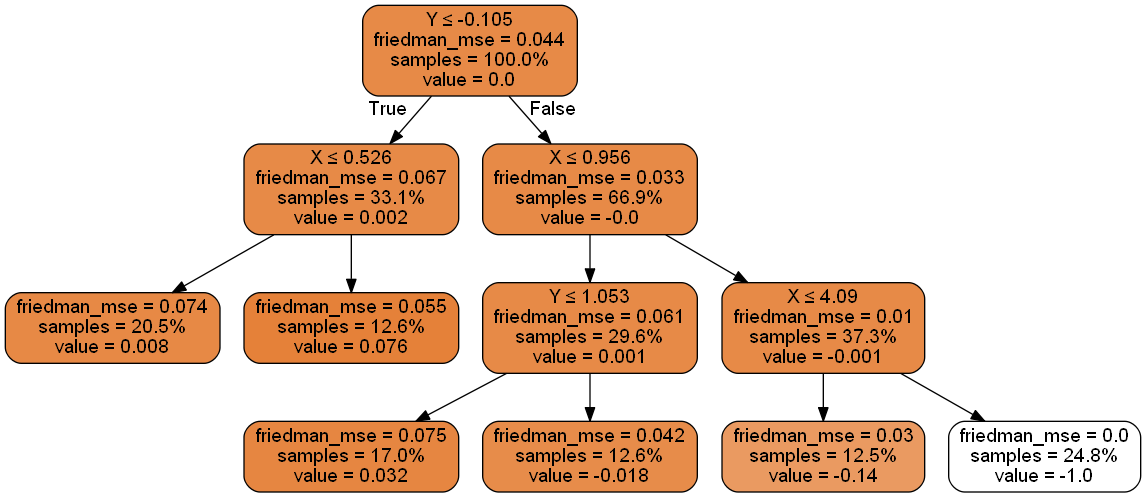 Y ≤ -0.105
friedman_mse = 0.044
samples = 100.0%
value = 0.0
True
False
X ≤ 0.526
friedman_mse = 0.067
samples = 33.1%
value = 0.002
X ≤ 0.956
friedman_mse = 0.033
samples = 66.9%
value = -0.0
friedman_mse = 0.074
samples = 20.5%
value = 0.008
friedman_mse = 0.055
samples = 12.6%
value = 0.076
Y ≤ 1.053
friedman_mse = 0.061
samples = 29.6%
value = 0.001
X ≤ 4.09
friedman_mse = 0.01
samples = 37.3%
value = -0.001
friedman_mse = 0.075
samples = 17.0%
value = 0.032
friedman_mse = 0.042
samples = 12.6%
value = -0.018
friedman_mse = 0.03
samples = 12.5%
value = -0.14
friedman_mse = 0.0
samples = 24.8%
value = -1.0